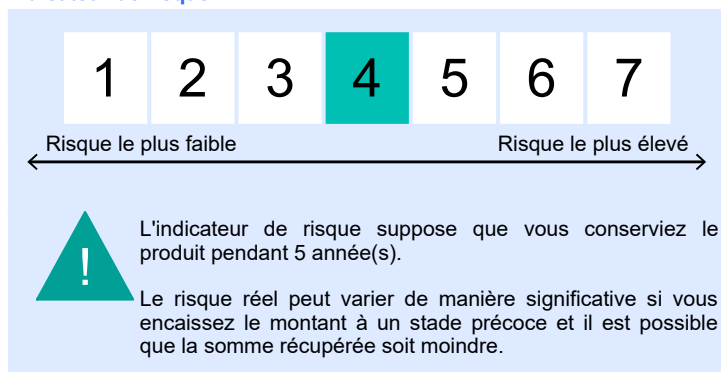 1 2 3 4 5 6 7
Risque le plus faible Risque le plus élevé
! L'indicateur de risque suppose que vous conserviez le
produit pendant 5 année(s).
Le risque réel peut varier de manière significative si vous
encaissez le montant à un stade précoce et il est possible
que la somme récupérée soit moindre.